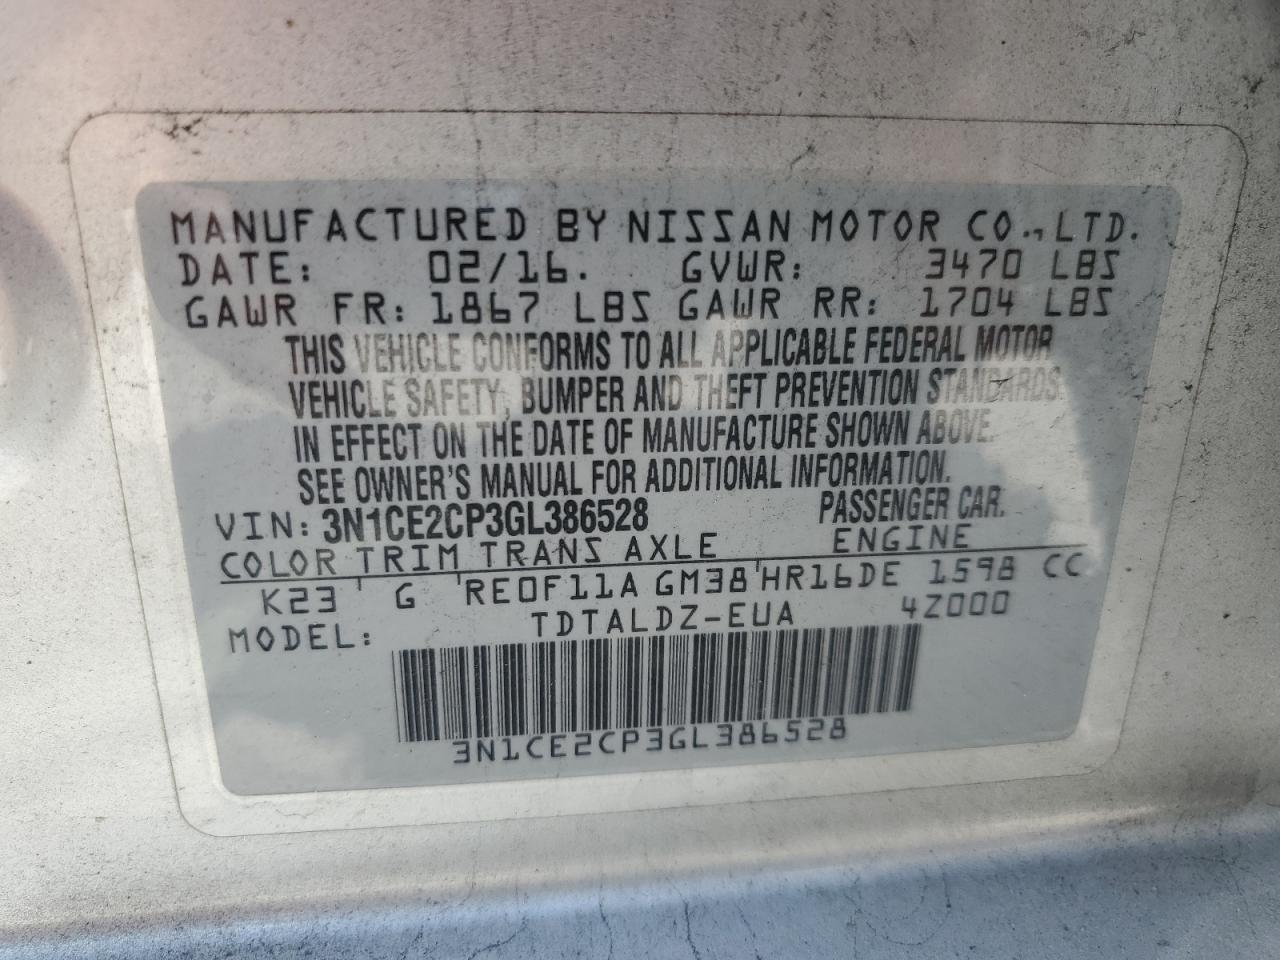 MANUFACTURED BY NISSAN MOTOR CO., LTD.
DATE: 02/16. GVWR: 3470 LBS
GAWR FR: 1867 LBS GAWR RR: 1704 LBS
THIS VEHICLE CONFORMS TO ALL APPLICABLE FEDERAL MOTOR
VEHICLE SAFETY, BUMPER AND THEFT PREVENTION STANDARDS
IN EFFECT ON THE DATE OF MANUFACTURE SHOWN ABOVE.
SEE OWNER'S MANUAL FOR ADDITIONAL INFORMATION.
VIN: 3N1CE2CP3GL386528 PASSENGER CAR.
COLOR TRIM TRANS AXLE ENGINE
K23 G RE0F11A GM38 HR16DE 1598 CC
MODEL: TDTALDZ-EUA 4Z000
3N1CE2CP3GL386528